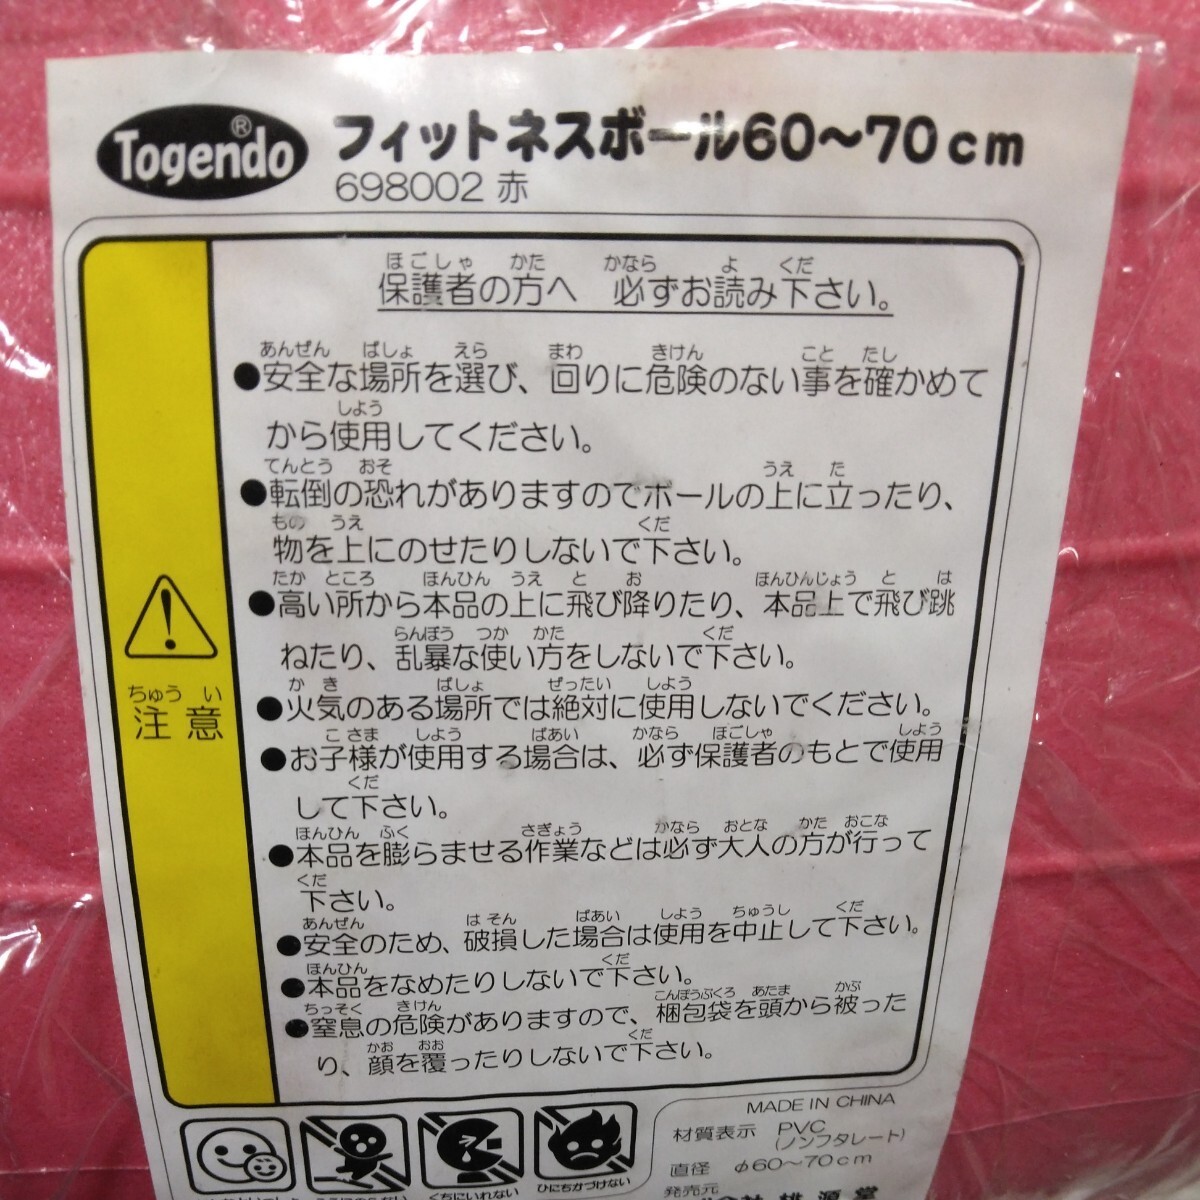 Togendo®
フィットネスボール60～70cm
698002 赤
ほごしゃ かた かなら よ くだ
保護者の方へ 必ずお読み下さい。
あんぜん ばしょ えら まわ きけん こと たし
●安全な場所を選び、回りに危険のない事を確かめて
しよう
から使用してください。
てんとう おそ うえ た
●転倒の恐れがありますのでボールの上に立ったり、
もの うえ くだ
物を上にのせたりしないで下さい。
たか ところ ほんひん うえ と お ほんひんじょう と は
●高い所から本品の上に飛び降りたり、本品上で飛び跳
らんぼう つか かた くだ
ねたり、乱暴な使い方をしないで下さい。
か き ばしょ ぜったい しよう
●火気のある場所では絶対に使用しないでください。
こ さま しよう ばあい かなら ほごしゃ しよう
●お子様が使用する場合は、必ず保護者のもとで使用
くだ
して下さい。
ほんひん ふく さぎょう かなら おとな かた おこな
●本品を膨らませる作業などは必ず大人の方が行って
くだ
下さい。
あんぜん はそん ばあい しよう ちゅうし くだ
●安全のため、破損した場合は使用を中止して下さい。
ほんひん くだ
●本品をなめたりしないで下さい。
ちっそく きけん こんぽうぶくろ あたま かぶ
●窒息の危険がありますので、梱包袋を頭から被った
かお おお くだ
り、顔を覆ったりしないで下さい。
ちゅう い
注意
くちにいれない
ひにちかづけない
MADE IN CHINA
材質表示 PVC
(ノンフタレート)
直径 φ60～70cm
発売元